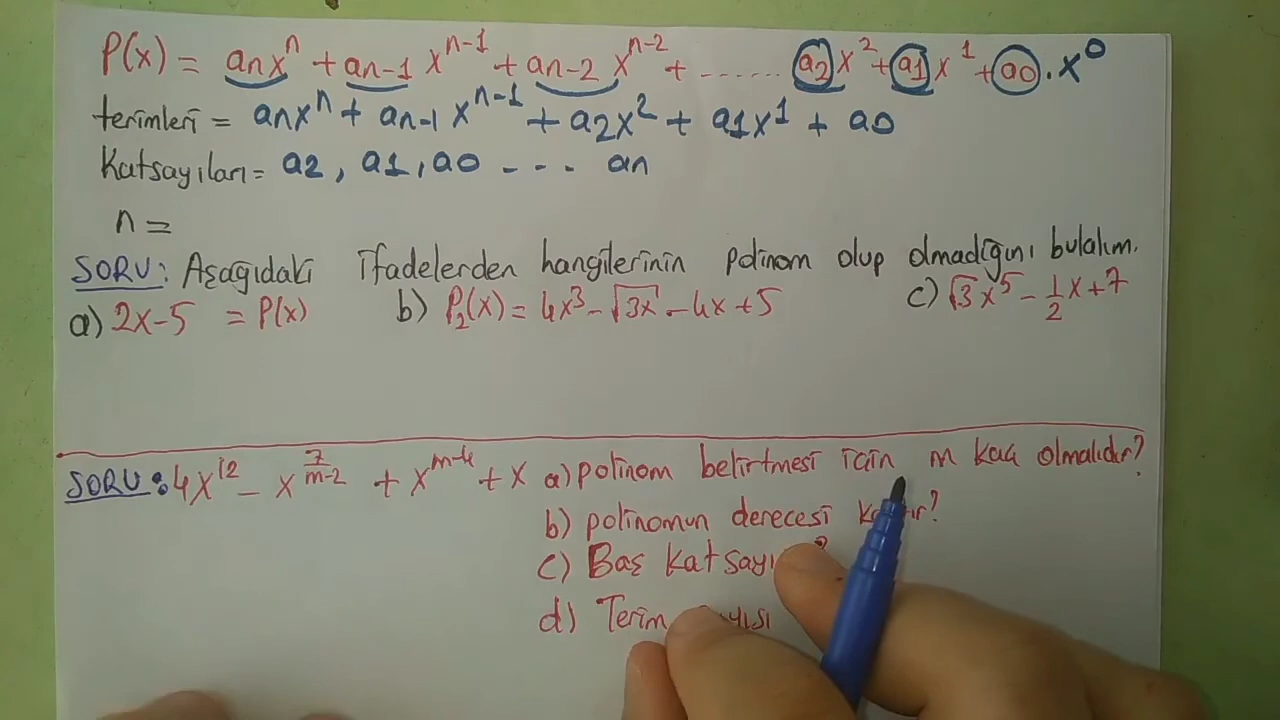 P(x) = anxⁿ + an-1 xⁿ⁻¹ + an-2 xⁿ⁻² + ...... a2x² + a1x¹ + a0.x⁰
terimleri = anxⁿ + an-1 xⁿ⁻¹ + a2x² + a1x¹ + a0
Katsayıları = a2, a1, a0 - - - an
n =
SORU: Aşağıdaki ifadelerden hangilerinin polinom olup olmadığını bulalım.
a) 2x-5 = P(x) b) P₂(x) = 4x³ - √3x - 4x + 5 c) √3x⁵ - 1/2 x + 7
SORU: 4x¹² - x^(7/(m-2)) + x^(m-4) + x a) polinom belirtmesi için m kaç olmalıdır?
b) polinomun derecesi
c) Baş Katsayı
d) Terim